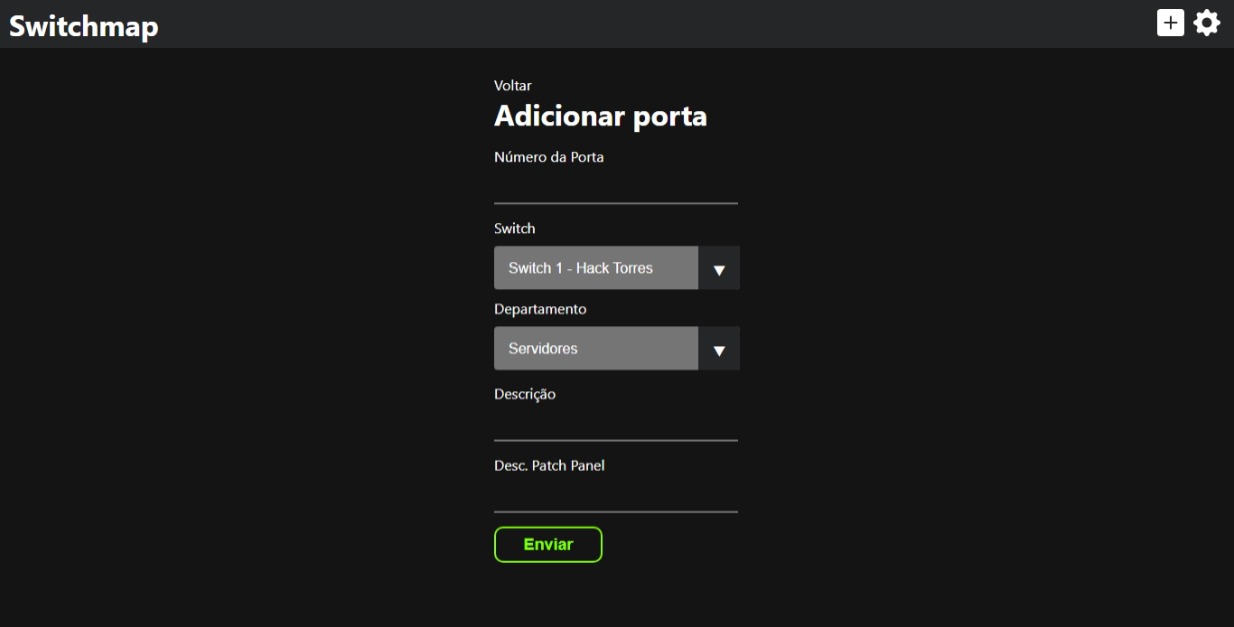 Switchmap
Voltar
Adicionar porta
Número da Porta
Switch
Switch 1 - Hack Torres
Departamento
Servidores
Descrição
Desc. Patch Panel
Enviar